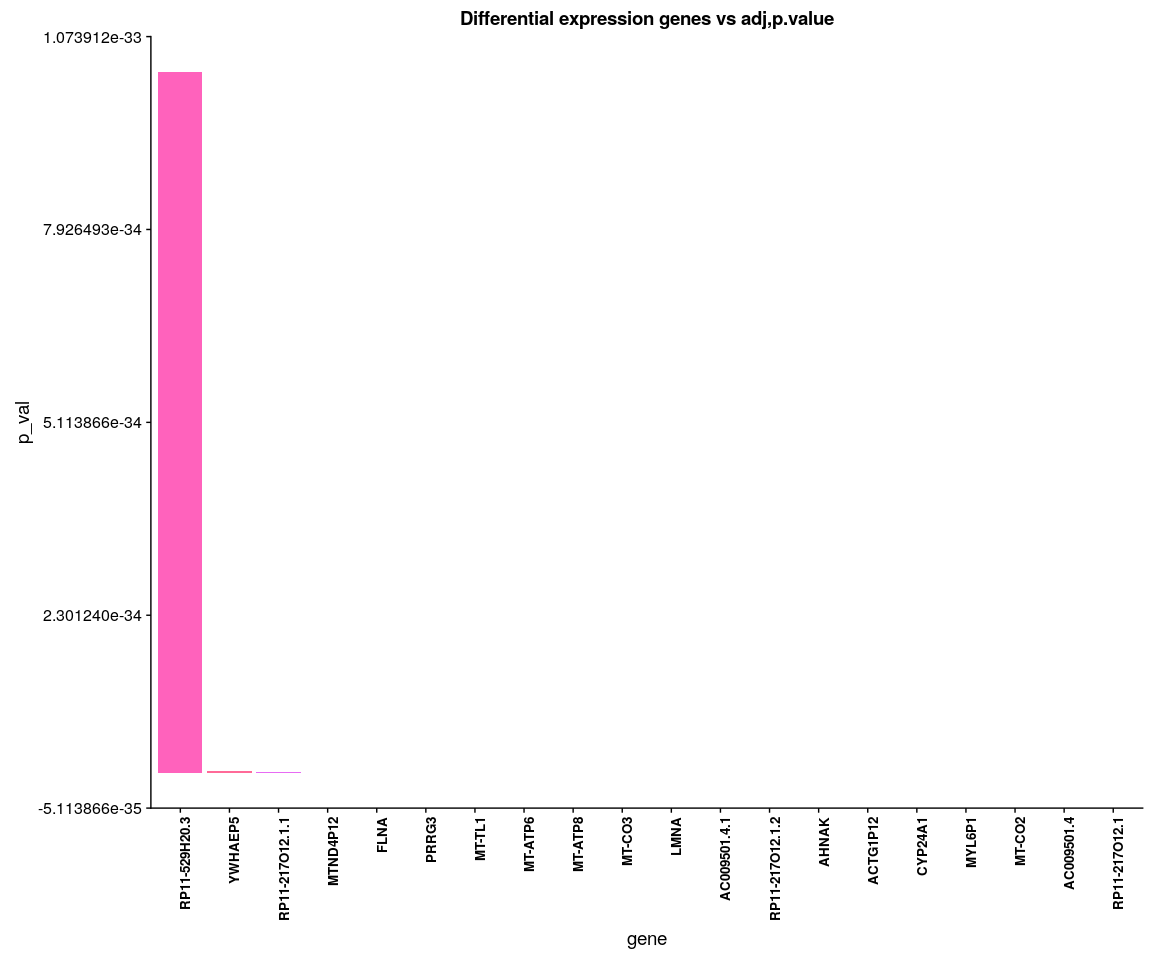 Differential expression genes vs adj,p.value
1.073912e-33
7.926493e-34
5.113866e-34
2.301240e-34
-5.113866e-35
p_val
RP11-529H20.3
YWHAEP5
RP11-217O12.1.1
MTND4P12
FLNA
PRRG3
MT-TL1
MT-ATP6
MT-ATP8
MT-CO3
LMNA
AC009501.4.1
RP11-217O12.1.2
AHNAK
ACTG1P12
CYP24A1
MYL6P1
MT-CO2
AC009501.4
RP11-217O12.1
gene